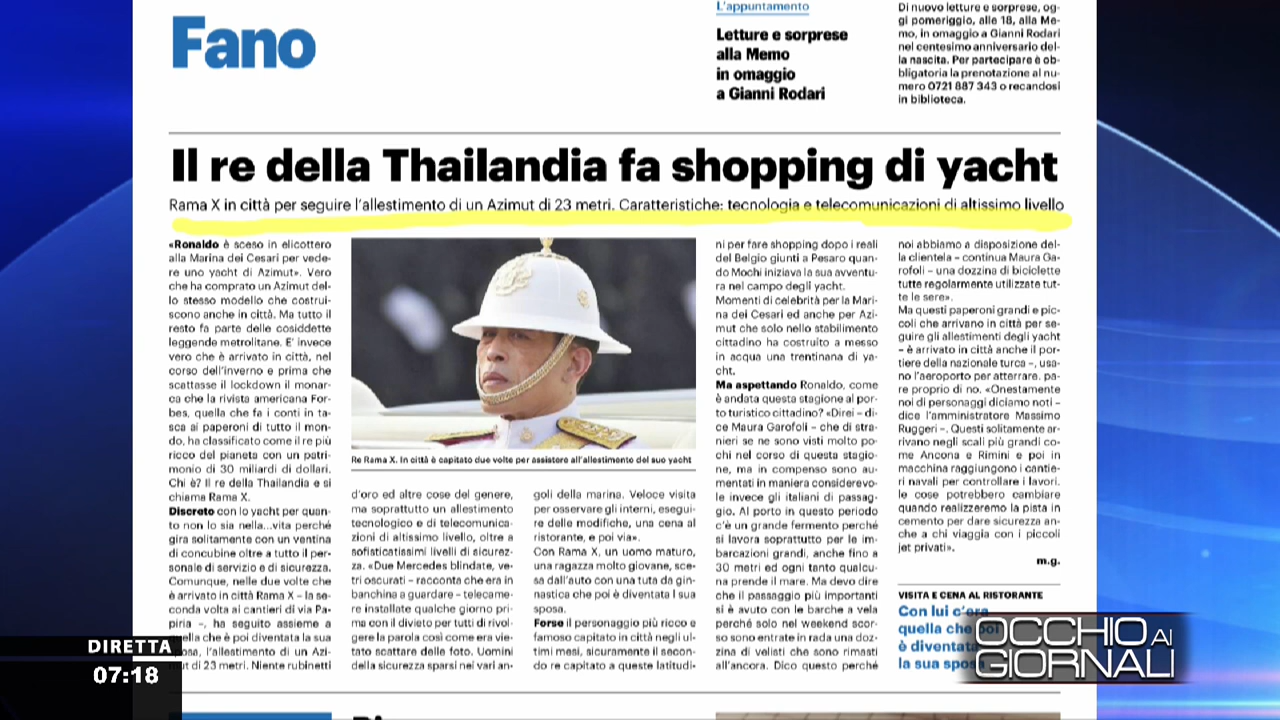 Fano
L'appuntamento
Letture e sorprese
alla Memo
in omaggio
a Gianni Rodari
Di nuovo letture e sorprese, og-
gi pomeriggio, alle 18, alla Me-
mo, in omaggio a Gianni Rodari
nel centesimo anniversario del-
la nascita. Per partecipare è ob-
bligatoria la prenotazione al nu-
mero 0721 887 343 o recandosi
in biblioteca.
Il re della Thailandia fa shopping di yacht
Rama X in città per seguire l'allestimento di un Azimut di 23 metri. Caratteristiche: tecnologia e telecomunicazioni di altissimo livello
«Ronaldo è sceso in elicottero
alla Marina dei Cesari per vede-
re uno yacht di Azimut». Vero
che ha comprato un Azimut del-
lo stesso modello che costrui-
scono anche in città. Ma tutto il
resto fa parte delle cosiddette
leggende metrolitane. E' invece
vero che è arrivato in città, nel
corso dell'inverno e prima che
scattasse il lockdown il monar-
ca che la rivista americana For-
bes, quella che fa i conti in ta-
sca ai paperoni di tutto il mon-
do, ha classificato come il re più
ricco del pianeta con un patri-
monio di 30 miliardi di dollari.
Chi è? Il re della Thailandia e si
chiama Rama X.
Discreto con lo yacht per quan-
to non lo sia nella...vita perché
gira solitamente con un ventina
di concubine oltre a tutto il per-
sonale di servizio e di sicurezza.
Comunque, nelle due volte che
è arrivato in città Rama X – la se-
conda volta ai cantieri di via Pa-
piria –, ha seguito assieme a
quella che è poi diventata la sua
sposa, l'allestimento di un Azi-
mut di 23 metri. Niente rubinetti
Re Rama X. In città è capitato due volte per assistere all'allestimento del suo yacht
d'oro ed altre cose del genere,
ma soprattutto un allestimento
tecnologico e di telecomunica-
zioni di altissimo livello, oltre a
sofisticatissimi livelli di sicurez-
za. «Due Mercedes blindate, ve-
tri oscurati – racconta che era in
banchina a guardare – telecame-
re installate qualche giorno pri-
ma con il divieto per tutti di rivol-
gere la parola così come era vie-
tato scattare delle foto. Uomini
della sicurezza sparsi nei vari an-
goli della marina. Veloce visita
per osservare gli interni, esegui-
re delle modifiche, una cena al
ristorante, e poi via».
Con Rama X, un uomo maturo,
una ragazza molto giovane, sce-
sa dall'auto con una tuta da gin-
nastica che poi è diventata l sua
sposa.
Forse il personaggio più ricco e
famoso capitato in città negli ul-
timi mesi, sicuramente il secon-
do re capitato a queste latitudi-
ni per fare shopping dopo i reali
del Belgio giunti a Pesaro quan-
do Mochi iniziava la sua avventu-
ra nel campo degli yacht.
Momenti di celebrità per la Mari-
na dei Cesari ed anche per Azi-
mut che solo nello stabilimento
cittadino ha costruito a messo
in acqua una trentinana di ya-
cht.
Ma aspettando Ronaldo, come
è andata questa stagione al por-
to turistico cittadino? «Direi – di-
ce Maura Garofoli – che di stra-
nieri se ne sono visti molto po-
chi nel corso di questa stagio-
ne, ma in compenso sono au-
mentati in maniera considerevo-
le invece gli italiani di passag-
gio. Al porto in questo periodo
c'è un grande fermento perché
si lavora soprattutto per le im-
barcazioni grandi, anche fino a
30 metri ed ogni tanto qualcu-
na prende il mare. Ma devo dire
che il passaggio più importanti
si è avuto con le barche a vela
perché solo nel weekend scor-
so sono entrate in rada una doz-
zina di velisti che sono rimasti
all'ancora. Dico questo perché
noi abbiamo a disposizione del-
la clientela – continua Maura Ga-
rofoli – una dozzina di biciclette
tutte regolarmente utilizzate tut-
te le sere».
Ma questi paperoni grandi e pic-
coli che arrivano in città per se-
guire gli allestimenti degli yacht
– è arrivato in città anche il por-
tiere della nazionale turca –, usa-
no l'aeroporto per atterrare, pa-
re proprio di no. «Onestamente
noi di personaggi diciamo noti –
dice l'amministratore Massimo
Ruggeri –. Questi solitamente ar-
rivano negli scali più grandi co-
me Ancona e Rimini e poi in
macchina raggiungono i cantie-
ri navali per controllare i lavori.
le cose potrebbero cambiare
quando realizzeremo la pista in
cemento per dare sicurezza an-
che a chi viaggia con i piccoli
jet privati».
m.g.
VISITA E CENA AL RISTORANTE
Con lui c'era
quella che poi
è diventata
la sua sposa
DIRETTA
07:18
OCCHIO AI
GIORNALI